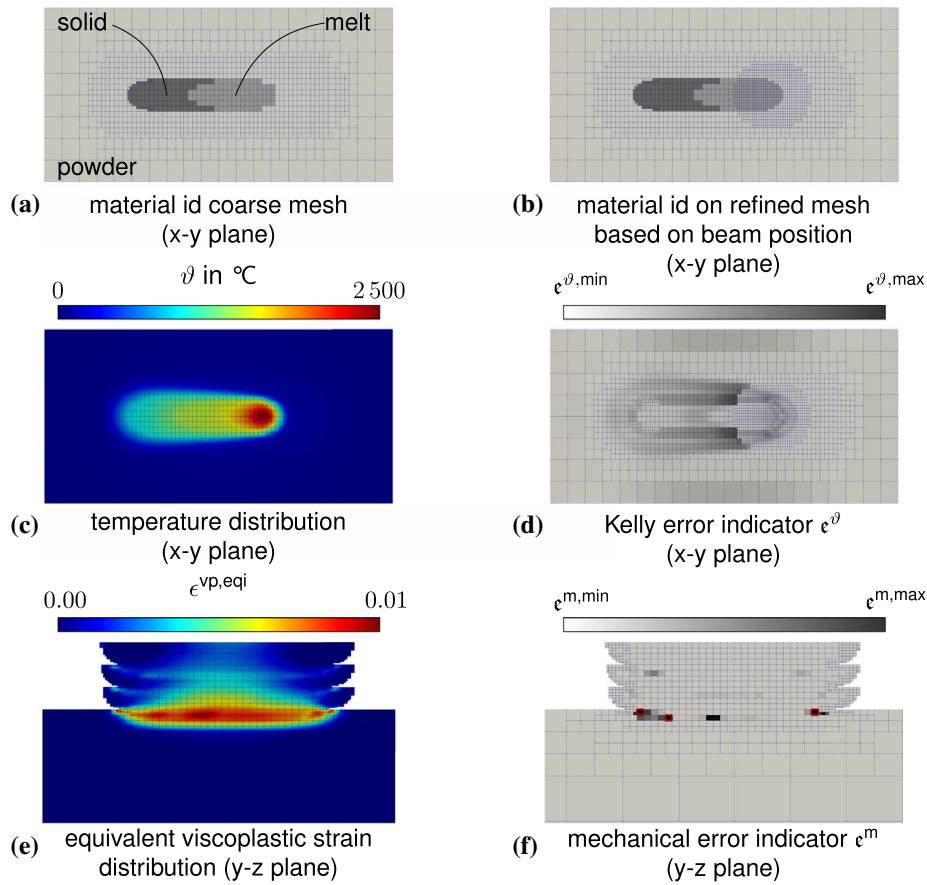 solid
melt
powder
(a)
material id coarse mesh
(x-y plane)
(b)
material id on refined mesh
based on beam position
(x-y plane)
ϑ in ℃
0
2 500
(c)
temperature distribution
(x-y plane)
𝔢^ϑ,min
𝔢^ϑ,max
(d)
Kelly error indicator 𝔢^ϑ
(x-y plane)
ϵ^vp,eqi
0.00
0.01
(e)
equivalent viscoplastic strain
distribution (y-z plane)
𝔢^m,min
𝔢^m,max
(f)
mechanical error indicator 𝔢^m
(y-z plane)